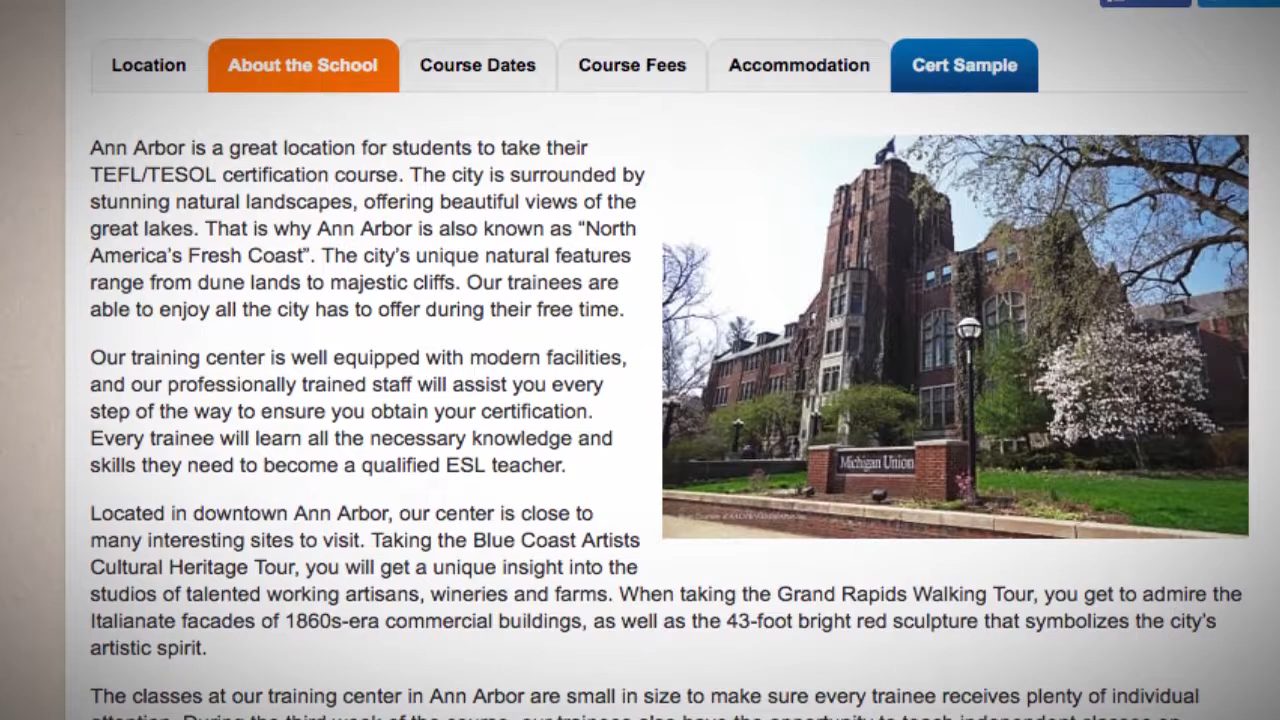 Location
About the School
Course Dates
Course Fees
Accommodation
Cert Sample
Ann Arbor is a great location for students to take their
TEFL/TESOL certification course. The city is surrounded by
stunning natural landscapes, offering beautiful views of the
great lakes. That is why Ann Arbor is also known as “North
America’s Fresh Coast”. The city’s unique natural features
range from dune lands to majestic cliffs. Our trainees are
able to enjoy all the city has to offer during their free time.
Our training center is well equipped with modern facilities,
and our professionally trained staff will assist you every
step of the way to ensure you obtain your certification.
Every trainee will learn all the necessary knowledge and
skills they need to become a qualified ESL teacher.
Located in downtown Ann Arbor, our center is close to
many interesting sites to visit. Taking the Blue Coast Artists
Cultural Heritage Tour, you will get a unique insight into the
studios of talented working artisans, wineries and farms. When taking the Grand Rapids Walking Tour, you get to admire the
Italianate facades of 1860s-era commercial buildings, as well as the 43-foot bright red sculpture that symbolizes the city’s
artistic spirit.
Michigan Union
The classes at our training center in Ann Arbor are small in size to make sure every trainee receives plenty of individual